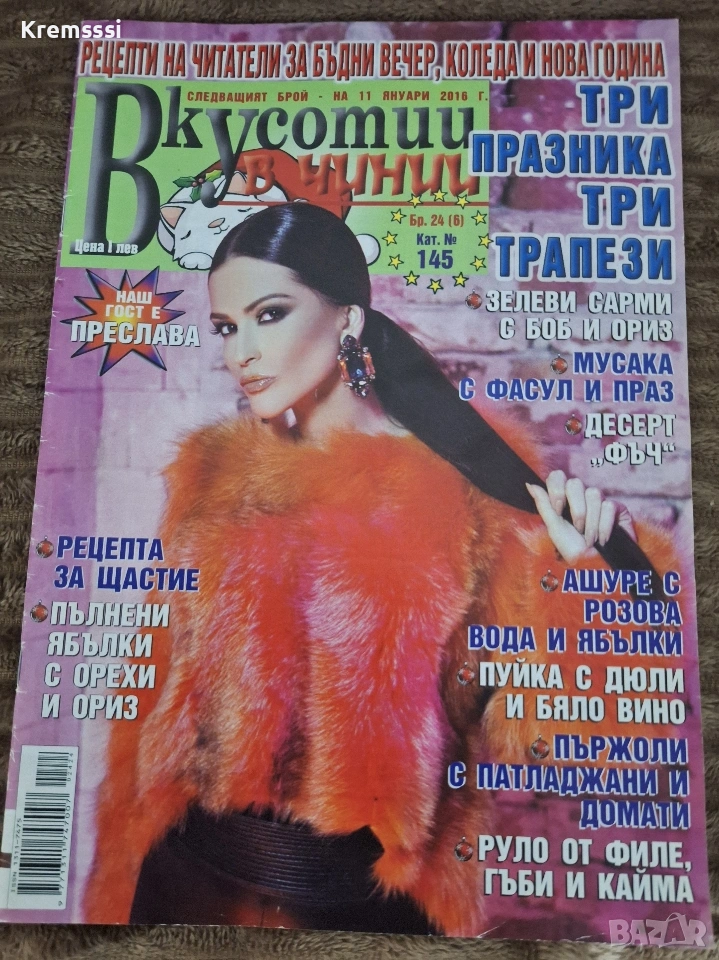 Kremsssi
РЕЦЕПТИ НА ЧИТАТЕЛИ ЗА БЪДНИ ВЕЧЕР, КОЛЕДА И НОВА ГОДИНА
СЛЕДВАЩИЯТ БРОЙ - НА 11 ЯНУАРИ 2016 Г.
Вкусотии
в чинии
Цена 1 лев
Бр. 24 (6)
Кат. №
145
ТРИ
ПРАЗНИКА
ТРИ
ТРАПЕЗИ
НАШ
ГОСТ Е
ПРЕСЛАВА
ЗЕЛЕВИ САРМИ
С БОБ И ОРИЗ
МУСАКА
С ФАСУЛ И ПРАЗ
ДЕСЕРТ
„ФЪЧ“
РЕЦЕПТА
ЗА ЩАСТИЕ
ПЪЛНЕНИ
ЯБЪЛКИ
С ОРЕХИ
И ОРИЗ
АШУРЕ С
РОЗОВА
ВОДА И ЯБЪЛКИ
ПУЙКА С ДЮЛИ
И БЯЛО ВИНО
ПЪРЖОЛИ
С ПАТЛАДЖАНИ И
ДОМАТИ
РУЛО ОТ ФИЛЕ,
ГЪБИ И КАЙМА
BAZAR